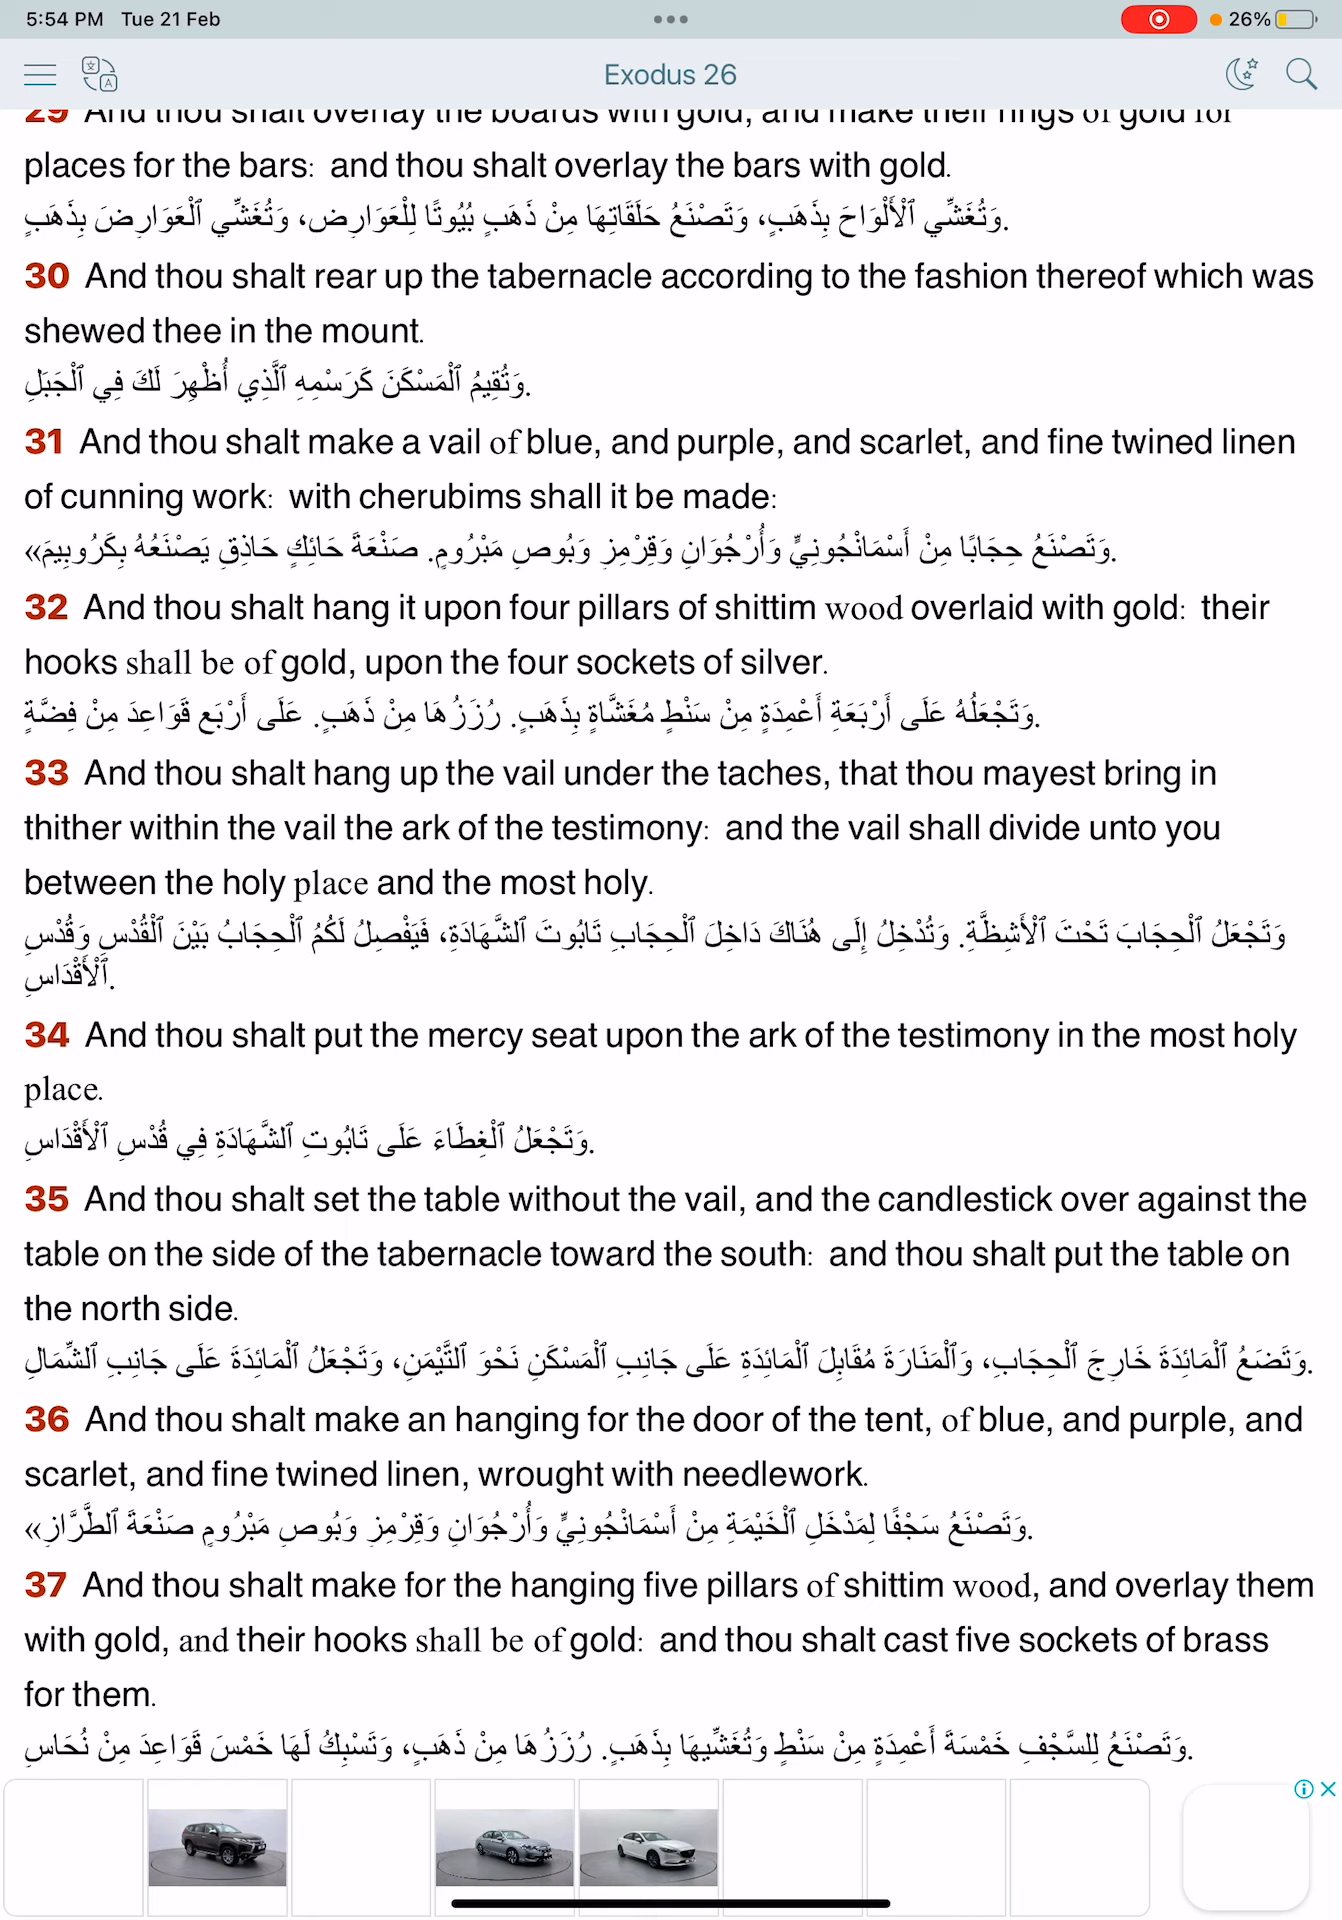 5:54 PM Tue 21 Feb
26%
Exodus 26
29 And thou shalt overlay the boards with gold, and make their rings of gold for
places for the bars: and thou shalt overlay the bars with gold.
وَتُغَشِّي ٱلْأَلْوَاحَ بِذَهَبٍ، وَتَصْنَعُ حَلَقَاتِهَا مِنْ ذَهَبٍ بُيُوتًا لِلْعَوَارِضِ، وَتُغَشِّي ٱلْعَوَارِضَ بِذَهَبٍ.
30 And thou shalt rear up the tabernacle according to the fashion thereof which was
shewed thee in the mount.
وَتُقِيمُ ٱلْمَسْكَنَ كَرَسْمِهِ ٱلَّذِي أُظْهِرَ لَكَ فِي ٱلْجَبَلِ.
31 And thou shalt make a vail of blue, and purple, and scarlet, and fine twined linen
of cunning work: with cherubims shall it be made:
«وَتَصْنَعُ حِجَابًا مِنْ أَسْمَانْجُونِيٍّ وَأُرْجُوَانٍ وَقِرْمِزٍ وَبُوصٍ مَبْرُومٍ. صَنْعَةَ حَائِكٍ حَاذِقٍ يَصْنَعُهُ بِكَرُوبِيمَ.
32 And thou shalt hang it upon four pillars of shittim wood overlaid with gold: their
hooks shall be of gold, upon the four sockets of silver.
وَتَجْعَلُهُ عَلَى أَرْبَعَةِ أَعْمِدَةٍ مِنْ سَنْطٍ مُغَشَّاةٍ بِذَهَبٍ. رُزَزُهَا مِنْ ذَهَبٍ. عَلَى أَرْبَعِ قَوَاعِدَ مِنْ فِضَّةٍ.
33 And thou shalt hang up the vail under the taches, that thou mayest bring in
thither within the vail the ark of the testimony: and the vail shall divide unto you
between the holy place and the most holy.
وَتَجْعَلُ ٱلْحِجَابَ تَحْتَ ٱلْأَشِظَّةِ. وَتُدْخِلُ إِلَى هُنَاكَ دَاخِلَ ٱلْحِجَابِ تَابُوتَ ٱلشَّهَادَةِ، فَيَفْصِلُ لَكُمُ ٱلْحِجَابُ بَيْنَ ٱلْقُدْسِ وَقُدْسِ
ٱلْأَقْدَاسِ.
34 And thou shalt put the mercy seat upon the ark of the testimony in the most holy
place.
وَتَجْعَلُ ٱلْغِطَاءَ عَلَى تَابُوتِ ٱلشَّهَادَةِ فِي قُدْسِ ٱلْأَقْدَاسِ.
35 And thou shalt set the table without the vail, and the candlestick over against the
table on the side of the tabernacle toward the south: and thou shalt put the table on
the north side.
وَتَضَعُ ٱلْمَائِدَةَ خَارِجَ ٱلْحِجَابِ، وَٱلْمَنَارَةَ مُقَابِلَ ٱلْمَائِدَةِ عَلَى جَانِبِ ٱلْمَسْكَنِ نَحْوَ ٱلتَّيْمَنِ، وَتَجْعَلُ ٱلْمَائِدَةَ عَلَى جَانِبِ ٱلشِّمَالِ.
36 And thou shalt make an hanging for the door of the tent, of blue, and purple, and
scarlet, and fine twined linen, wrought with needlework.
«وَتَصْنَعُ سَجْفًا لِمَدْخَلِ ٱلْخَيْمَةِ مِنْ أَسْمَانْجُونِيٍّ وَأُرْجُوَانٍ وَقِرْمِزٍ وَبُوصٍ مَبْرُومٍ صَنْعَةَ ٱلطَّرَّازِ.
37 And thou shalt make for the hanging five pillars of shittim wood, and overlay them
with gold, and their hooks shall be of gold: and thou shalt cast five sockets of brass
for them.
وَتَصْنَعُ لِلسَّجْفِ خَمْسَةَ أَعْمِدَةٍ مِنْ سَنْطٍ وَتُغَشِّيهَا بِذَهَبٍ. رُزَزُهَا مِنْ ذَهَبٍ، وَتَسْبِكُ لَهَا خَمْسَ قَوَاعِدَ مِنْ نُحَاسٍ.